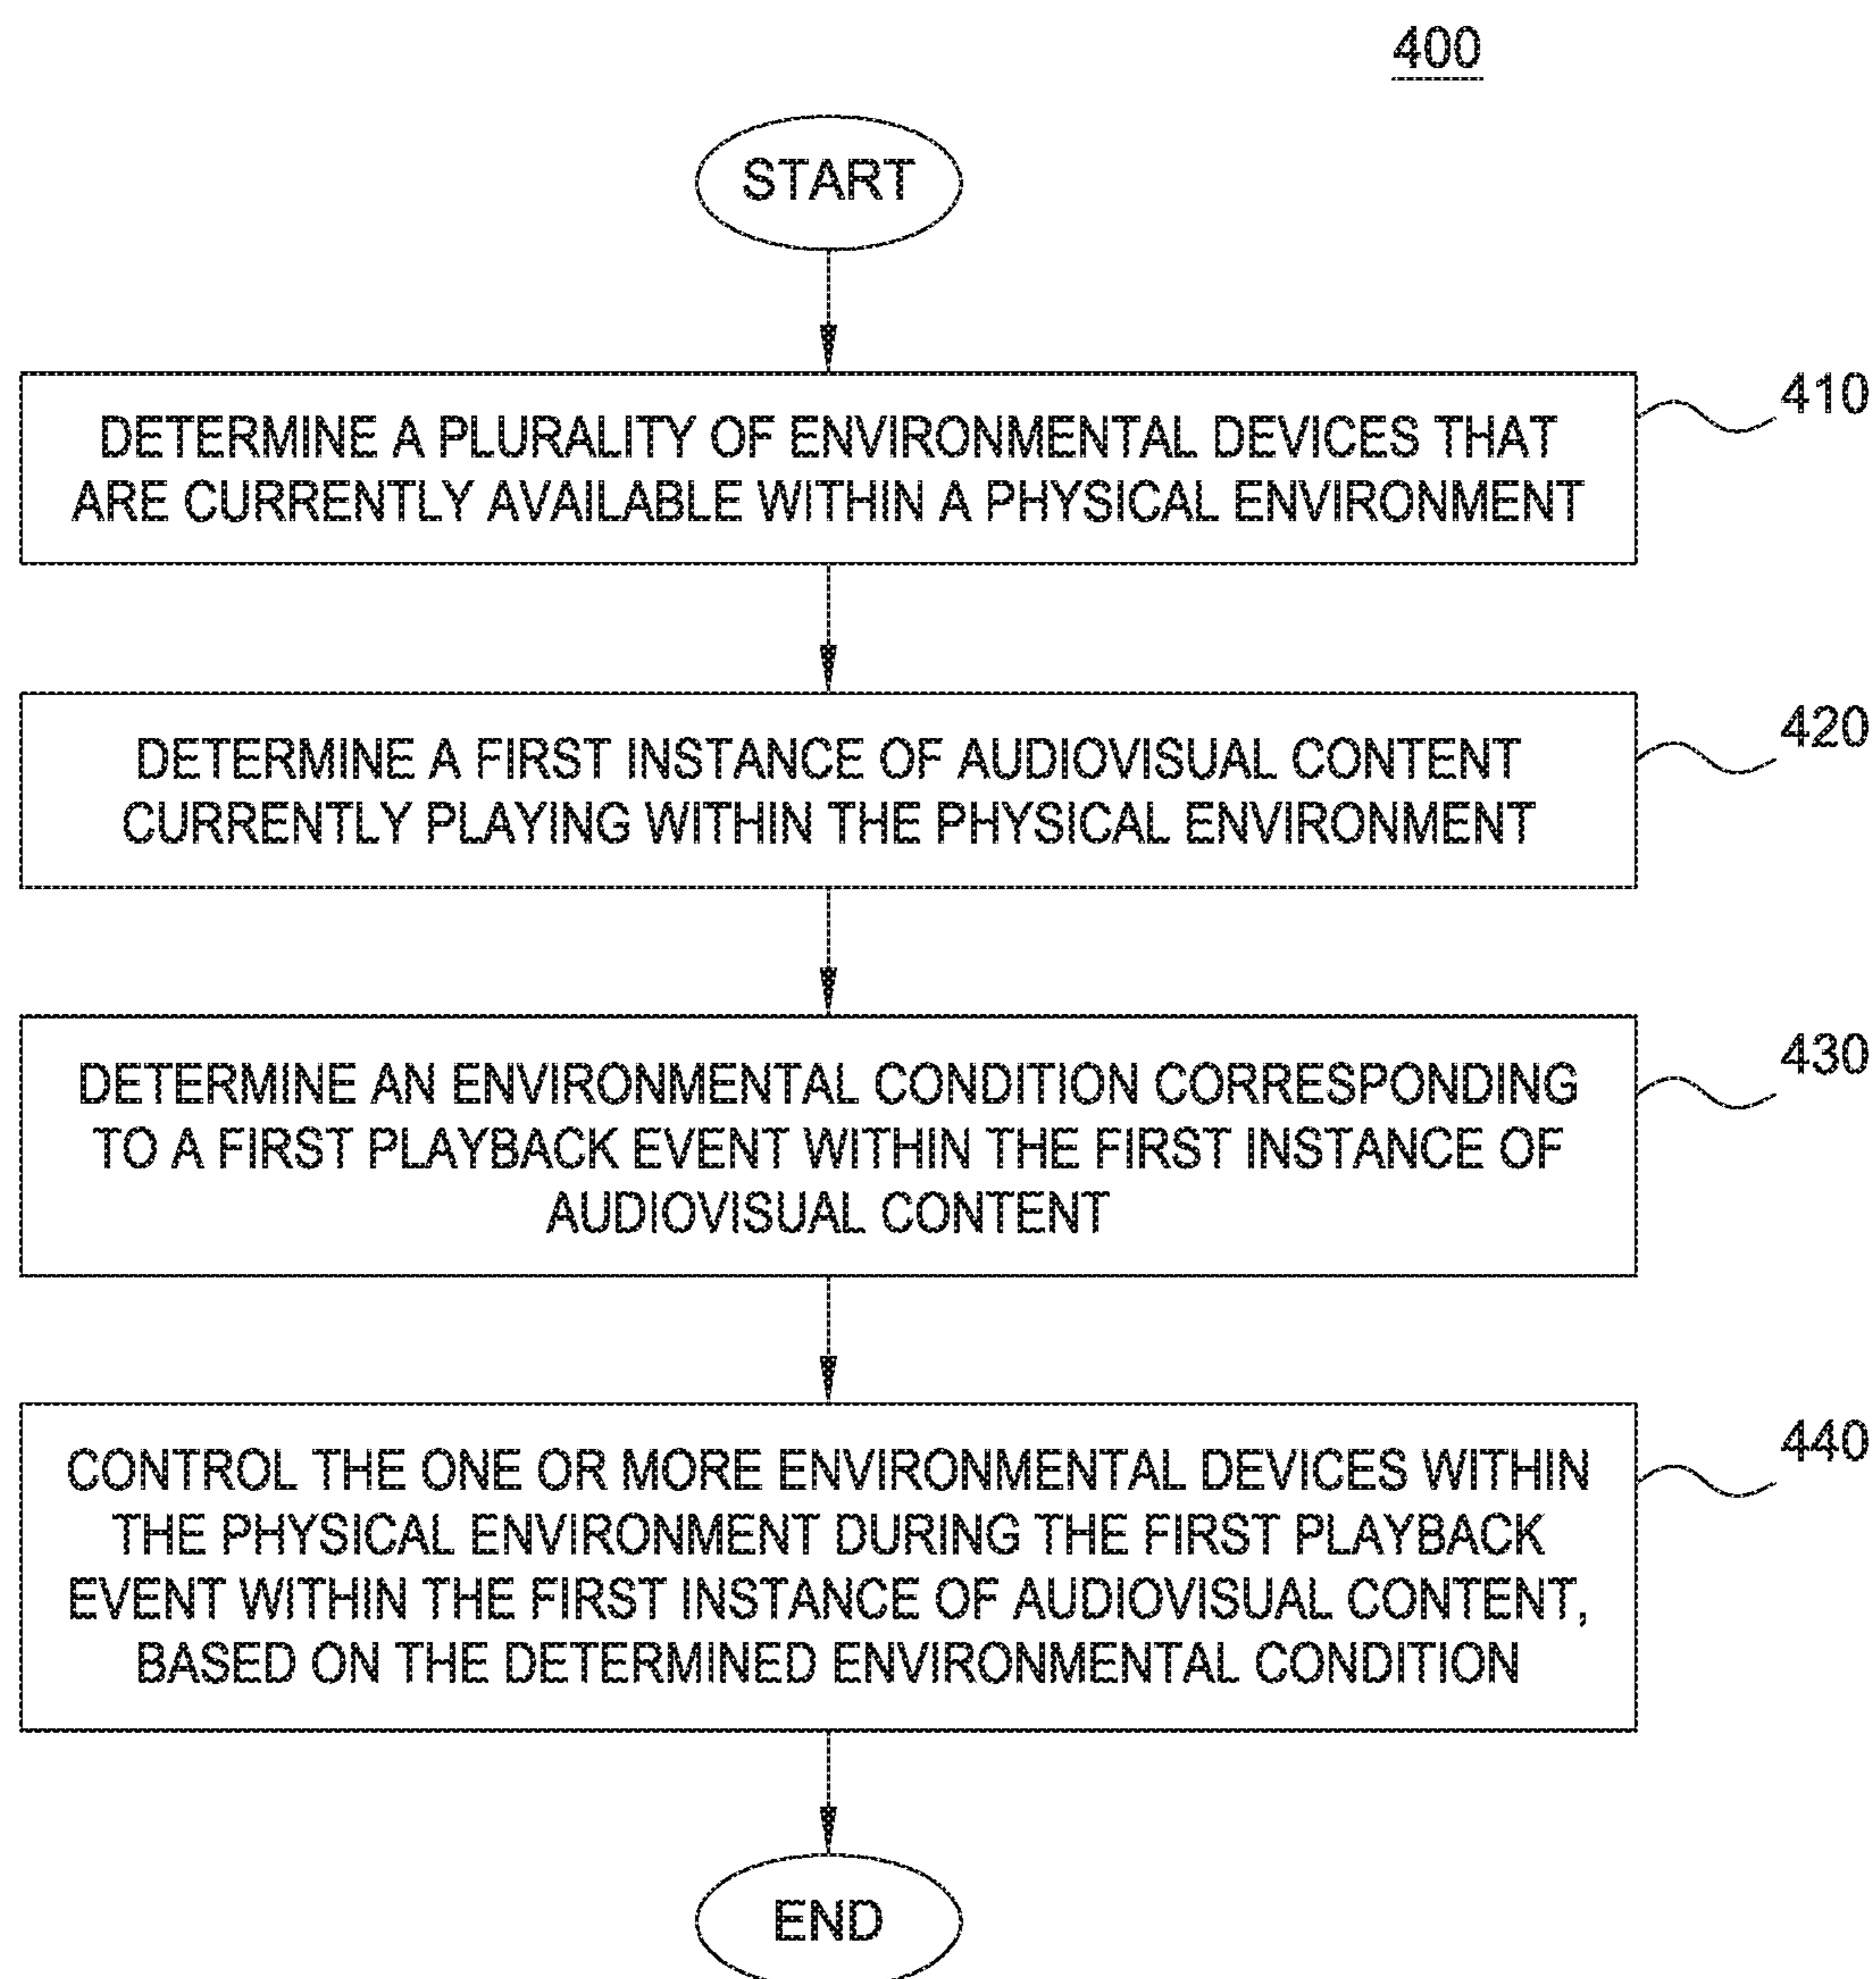 400
START
DETERMINE A PLURALITY OF ENVIRONMENTAL DEVICES THAT
ARE CURRENTLY AVAILABLE WITHIN A PHYSICAL ENVIRONMENT
410
DETERMINE A FIRST INSTANCE OF AUDIOVISUAL CONTENT
CURRENTLY PLAYING WITHIN THE PHYSICAL ENVIRONMENT
420
DETERMINE AN ENVIRONMENTAL CONDITION CORRESPONDING
TO A FIRST PLAYBACK EVENT WITHIN THE FIRST INSTANCE OF
AUDIOVISUAL CONTENT
430
CONTROL THE ONE OR MORE ENVIRONMENTAL DEVICES WITHIN
THE PHYSICAL ENVIRONMENT DURING THE FIRST PLAYBACK
EVENT WITHIN THE FIRST INSTANCE OF AUDIOVISUAL CONTENT,
BASED ON THE DETERMINED ENVIRONMENTAL CONDITION
440
END